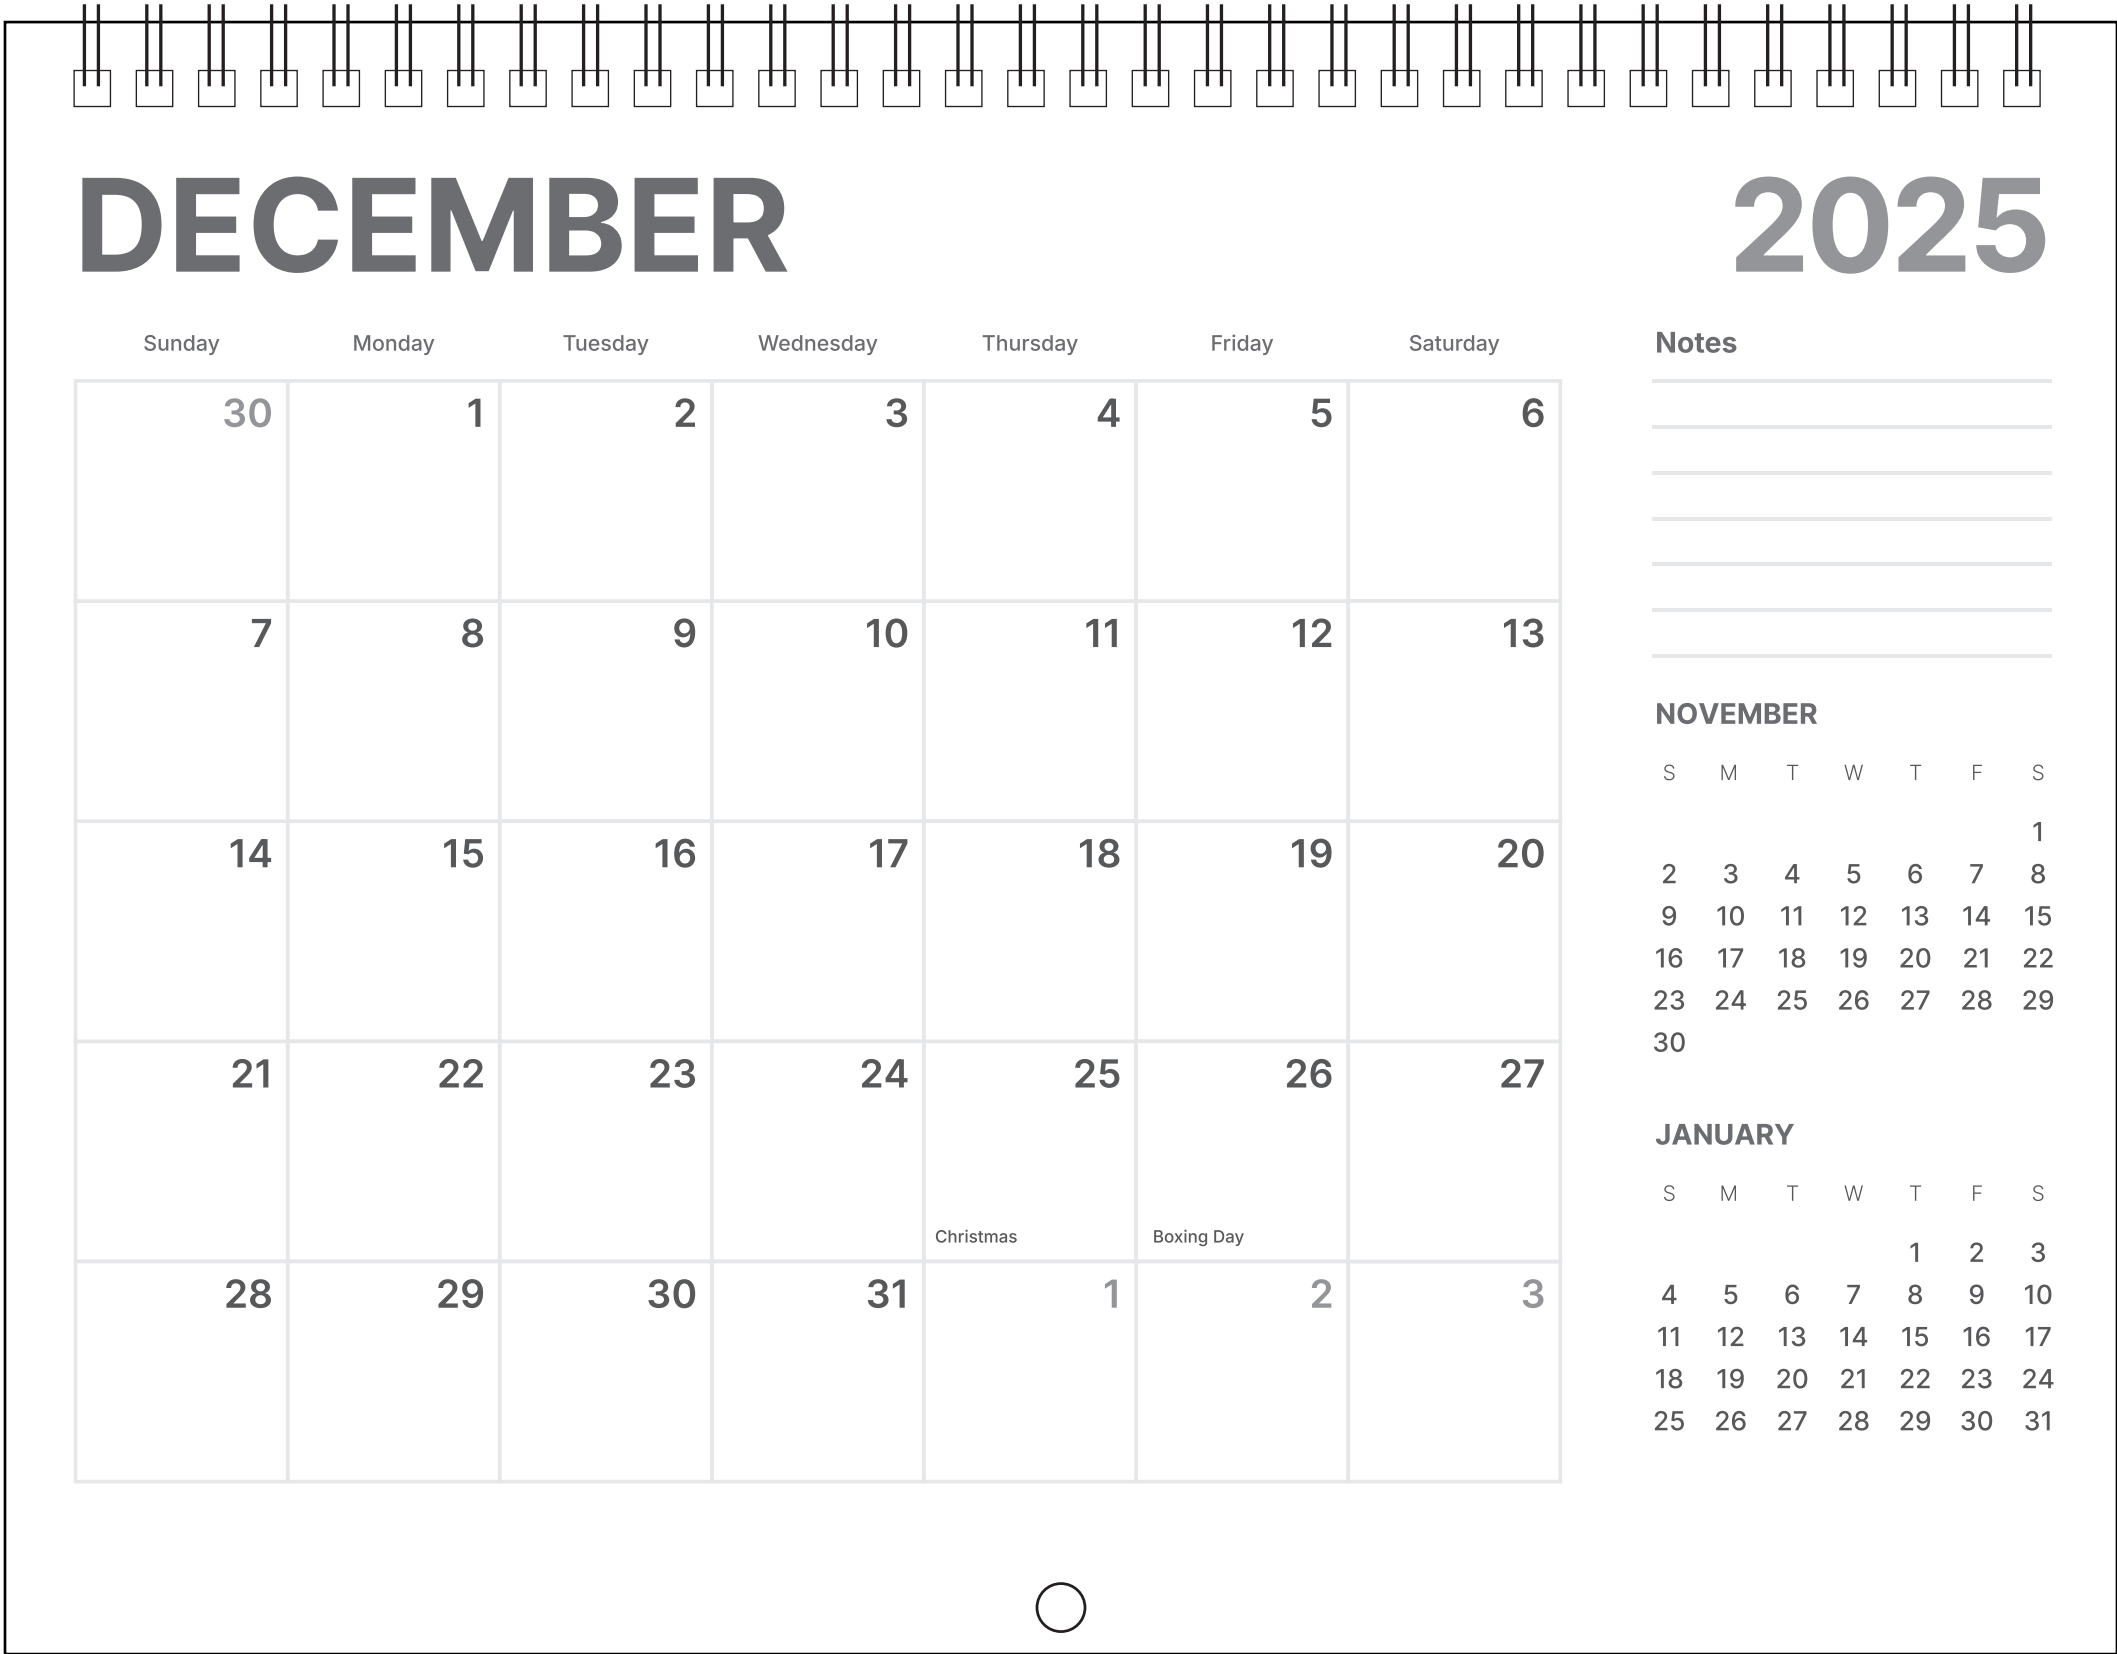 DECEMBER 2025
Sunday Monday Tuesday Wednesday Thursday Friday Saturday
30 1 2 3 4 5 6
7 8 9 10 11 12 13
14 15 16 17 18 19 20
21 22 23 24 25 26 27
Christmas Boxing Day
28 29 30 31 1 2 3
Notes
NOVEMBER
S M T W T F S
1
2 3 4 5 6 7 8
9 10 11 12 13 14 15
16 17 18 19 20 21 22
23 24 25 26 27 28 29
30
JANUARY
S M T W T F S
1 2 3
4 5 6 7 8 9 10
11 12 13 14 15 16 17
18 19 20 21 22 23 24
25 26 27 28 29 30 31